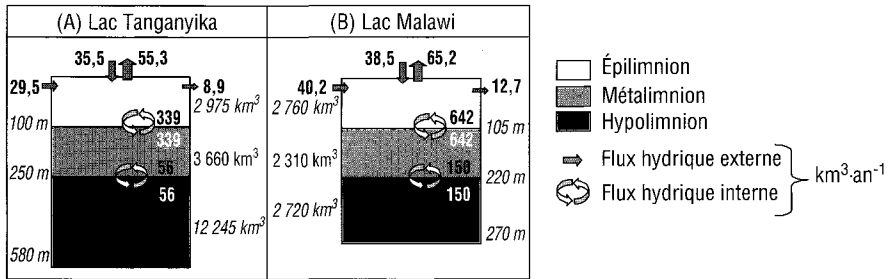 (A) Lac Tanganyika
35,5 55,3
29,5 8,9
2 975 km³
100 m 339
339
3 660 km³
250 m 56
56
12 245 km³
580 m
(B) Lac Malawi
38,5 65,2
40,2 12,7
2 760 km³
642 105 m
642
2 310 km³
150 220 m
150
2 720 km³
270 m
Épilimnion
Métalimnion
Hypolimnion
Flux hydrique externe
Flux hydrique interne
km³·an⁻¹